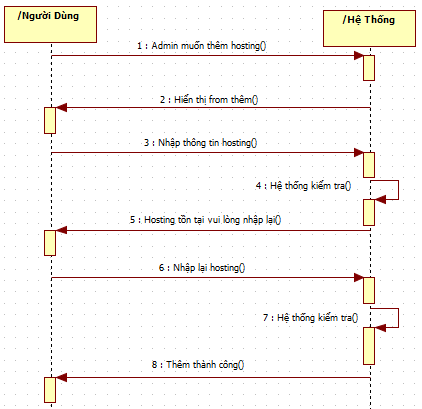 /Người Dùng
/Hệ Thống
1 : Admin muốn thêm hosting()
2 : Hiển thị from thêm()
3 : Nhập thông tin hosting()
4 : Hệ thống kiểm tra()
5 : Hosting tồn tại vui lòng nhập lại()
6 : Nhập lại hosting()
7 : Hệ thống kiểm tra()
8 : Thêm thành công()